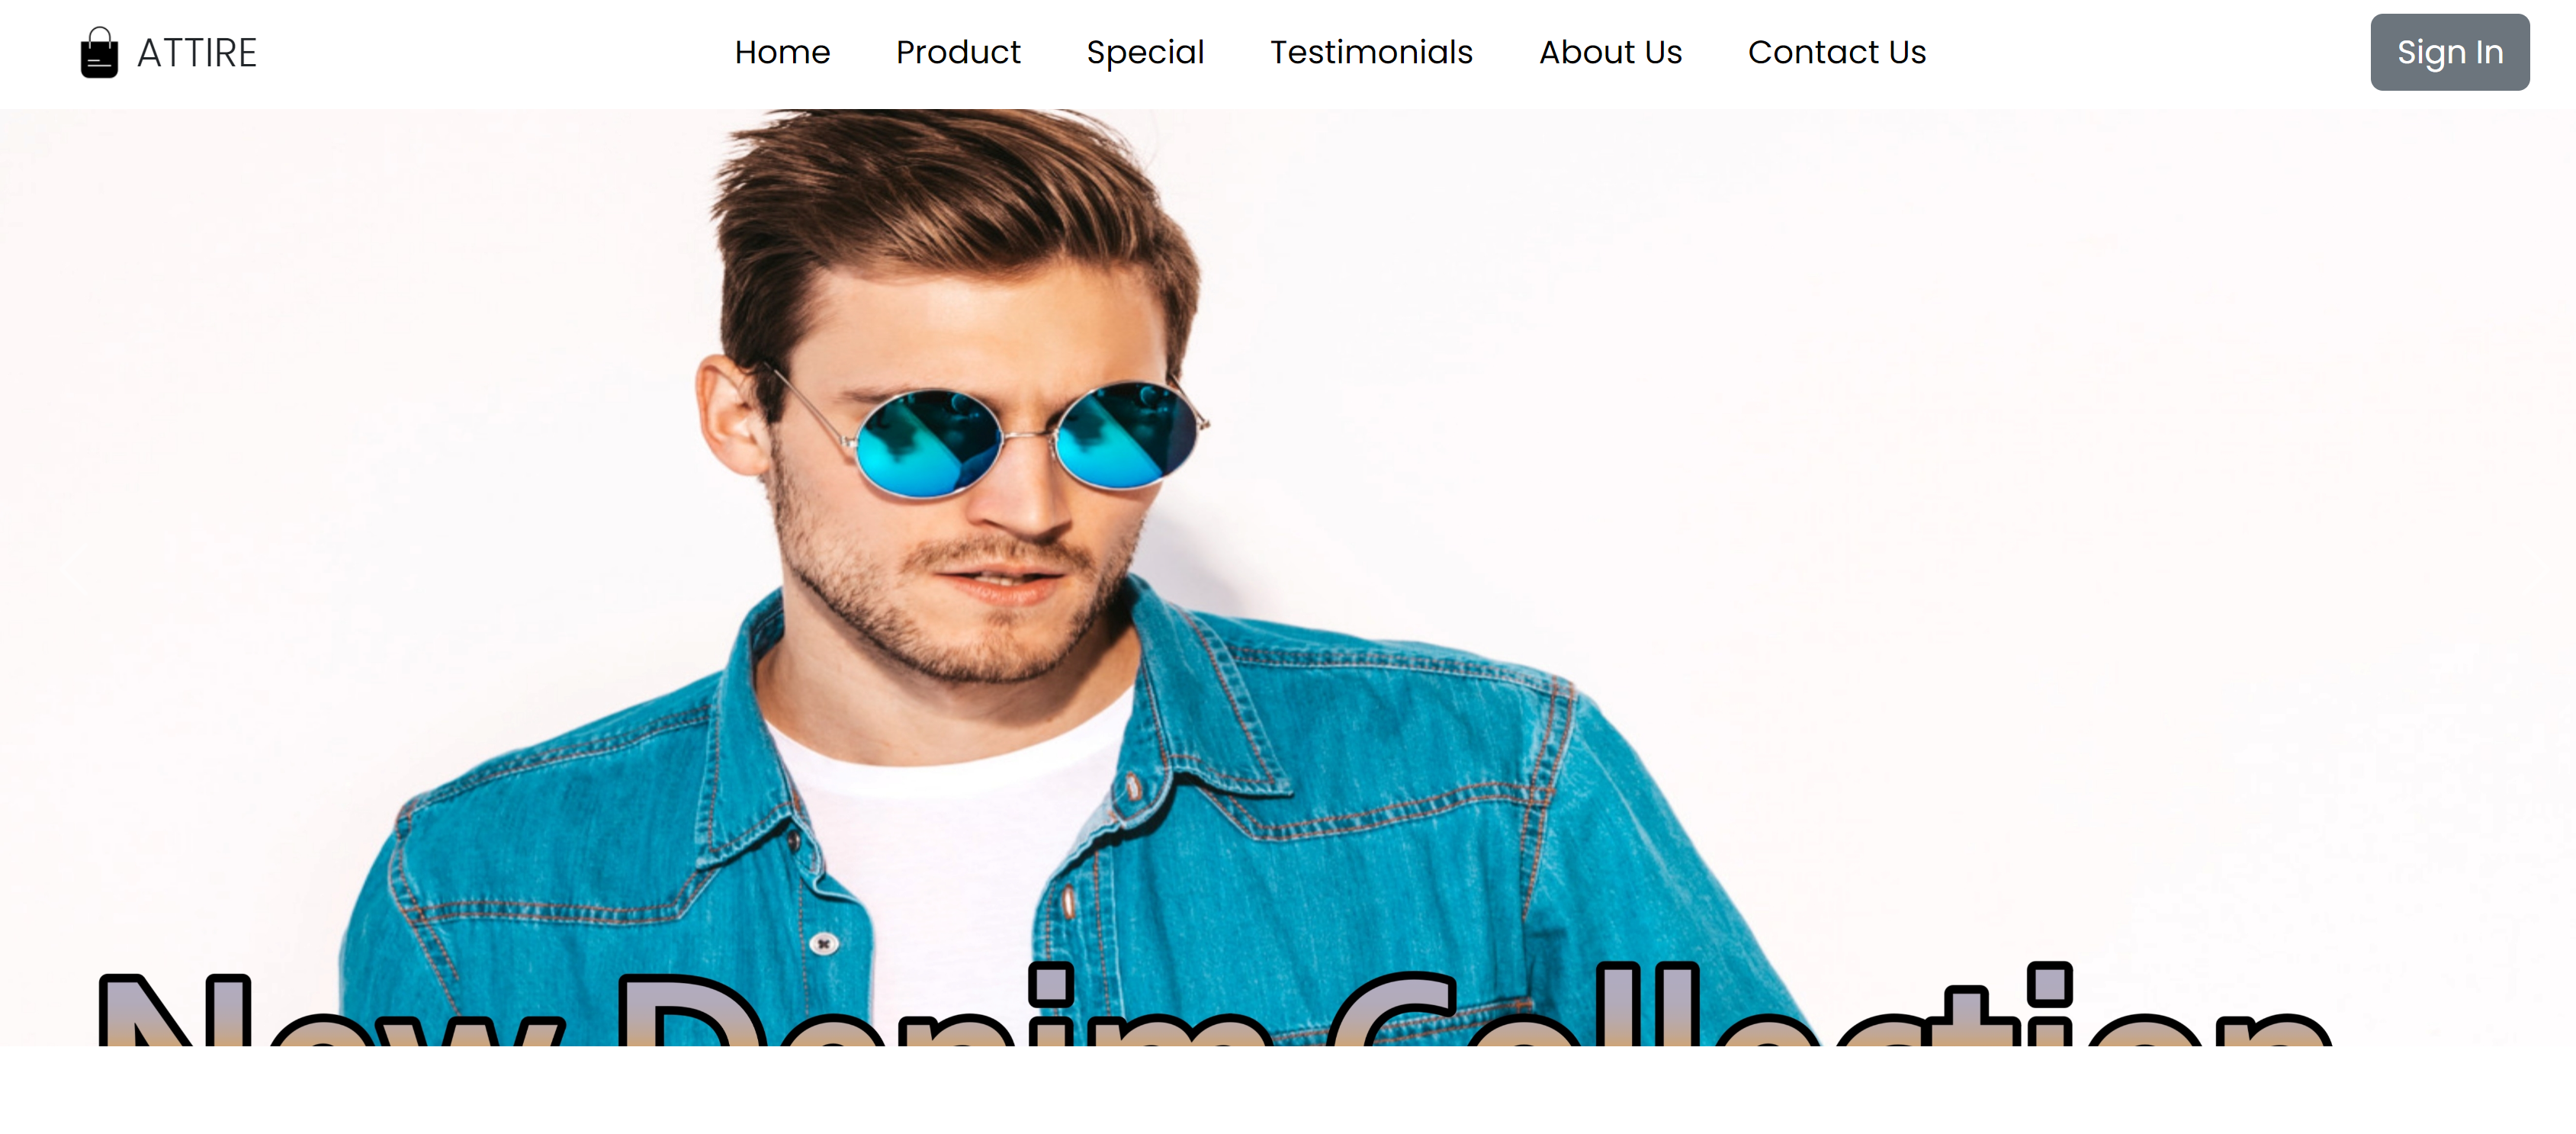 ATTIRE
Home Product Special Testimonials About Us Contact Us
Sign In
New Denim Collection